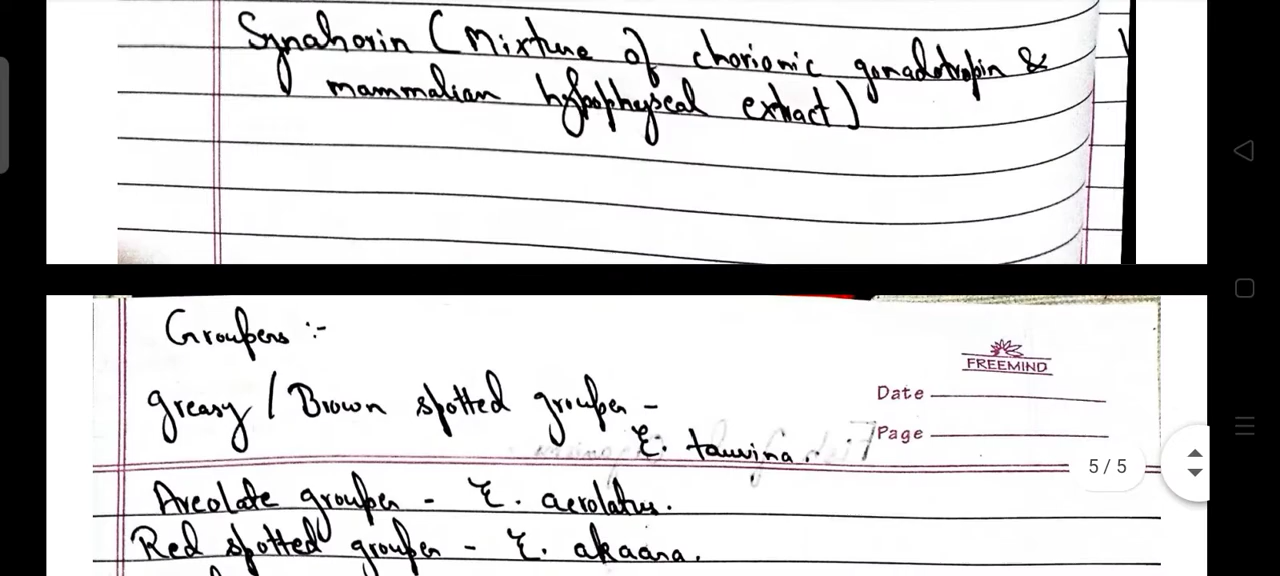 Synahorin (Mixture of chorionic gonadotropin &
mammalian hypophyseal extract)
Groupers :-
FREEMIND
greasy / Brown spotted grouper -
Date
E. tauvina.
Page
5/5
Areolate grouper - E. aerolatus.
Red spotted grouper - E. akaara.